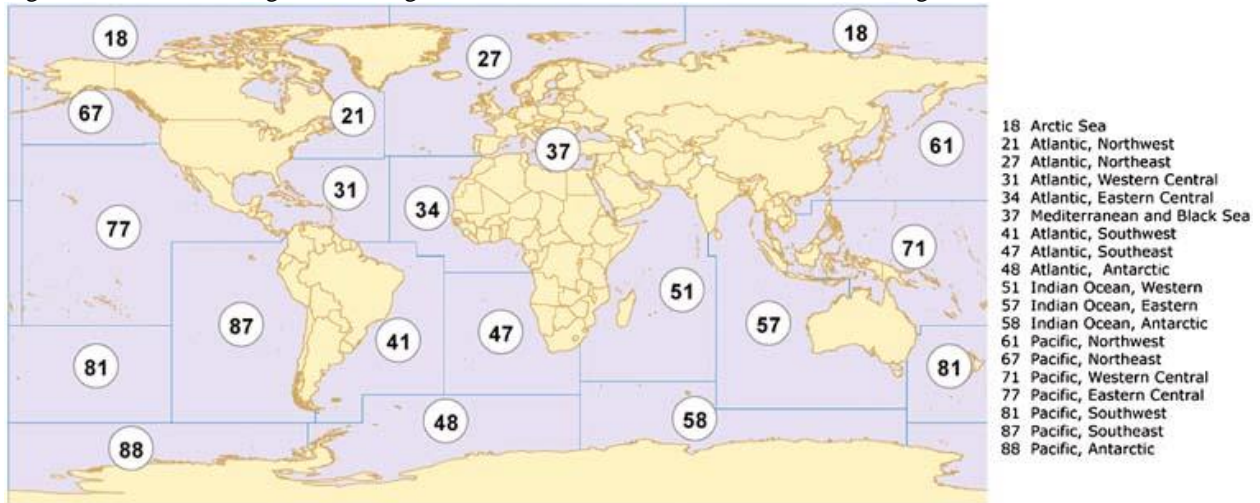 18
18
27
67
21
61
37
31
34
77
71
51
87
57
47
41
81
81
48
58
88
18 Arctic Sea
21 Atlantic, Northwest
27 Atlantic, Northeast
31 Atlantic, Western Central
34 Atlantic, Eastern Central
37 Mediterranean and Black Sea
41 Atlantic, Southwest
47 Atlantic, Southeast
48 Atlantic, Antarctic
51 Indian Ocean, Western
57 Indian Ocean, Eastern
58 Indian Ocean, Antarctic
61 Pacific, Northwest
67 Pacific, Northeast
71 Pacific, Western Central
77 Pacific, Eastern Central
81 Pacific, Southwest
87 Pacific, Southeast
88 Pacific, Antarctic